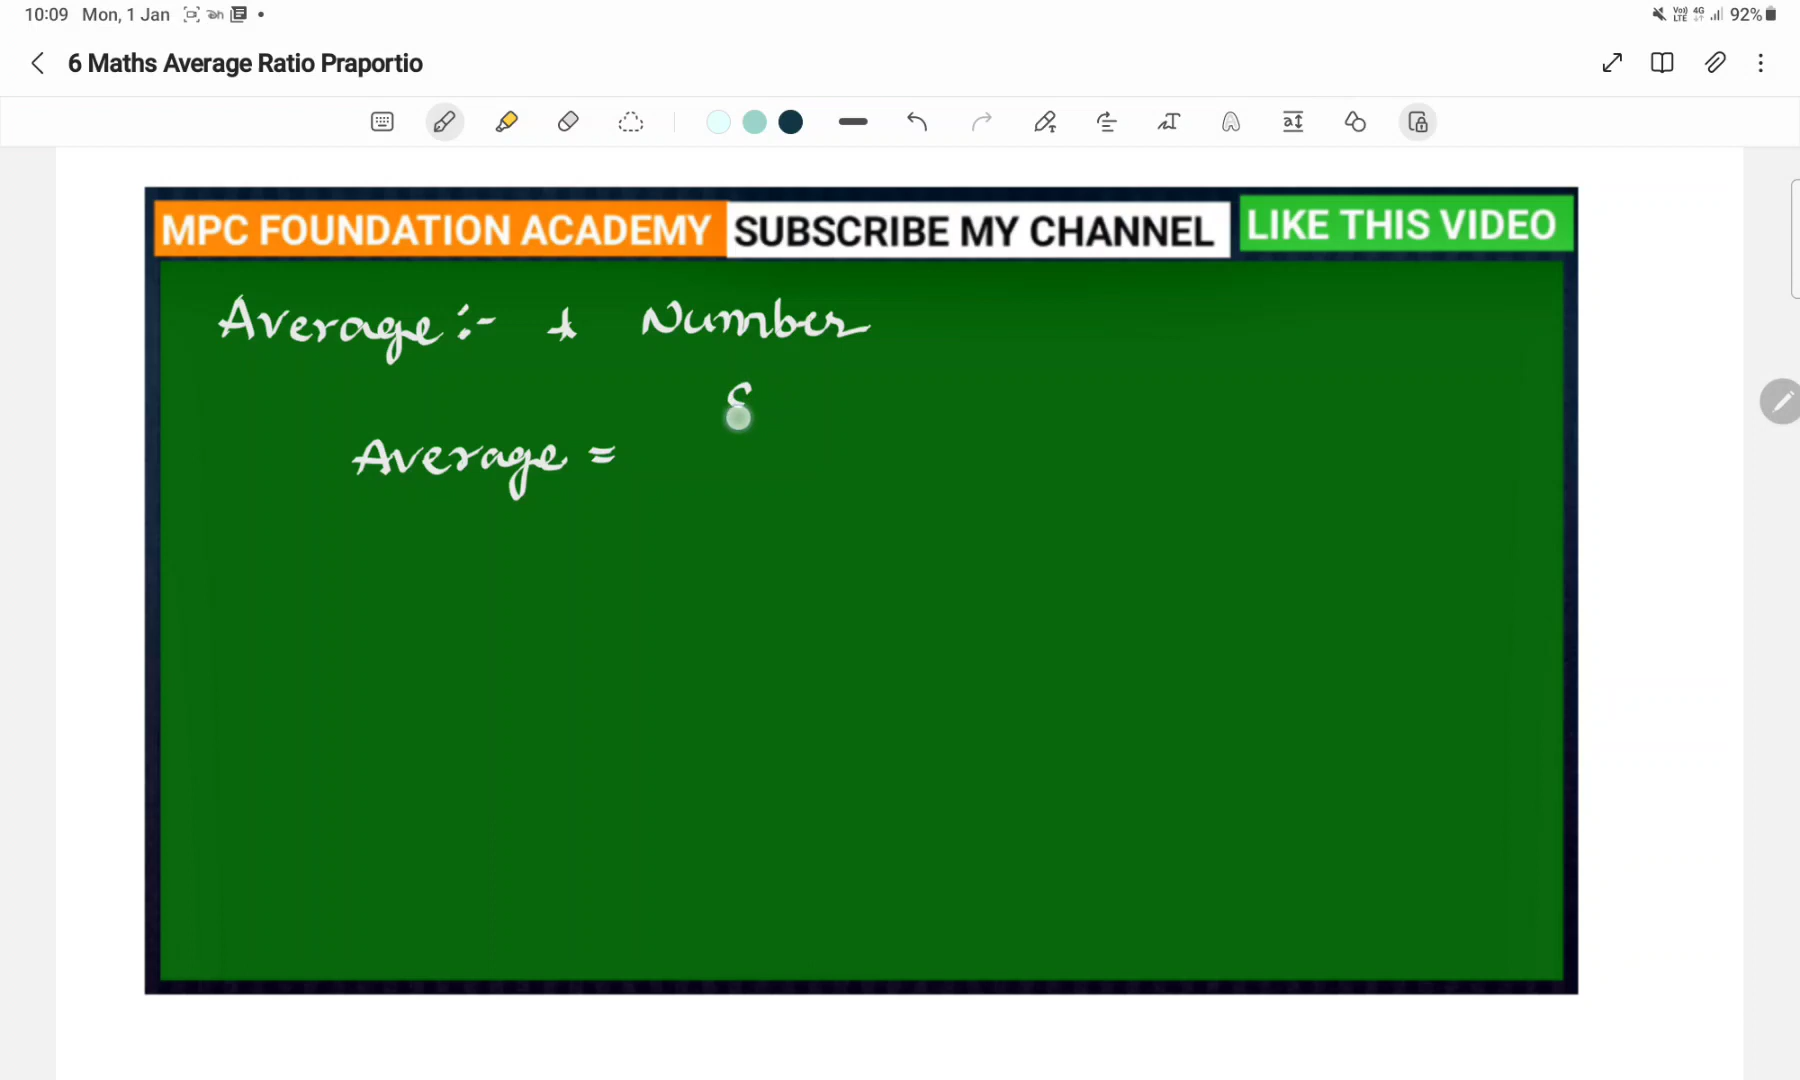 10:09 Mon, 1 Jan
92%
6 Maths Average Ratio Praportio
MPC FOUNDATION ACADEMY SUBSCRIBE MY CHANNEL LIKE THIS VIDEO
Average :- * Number
Average =